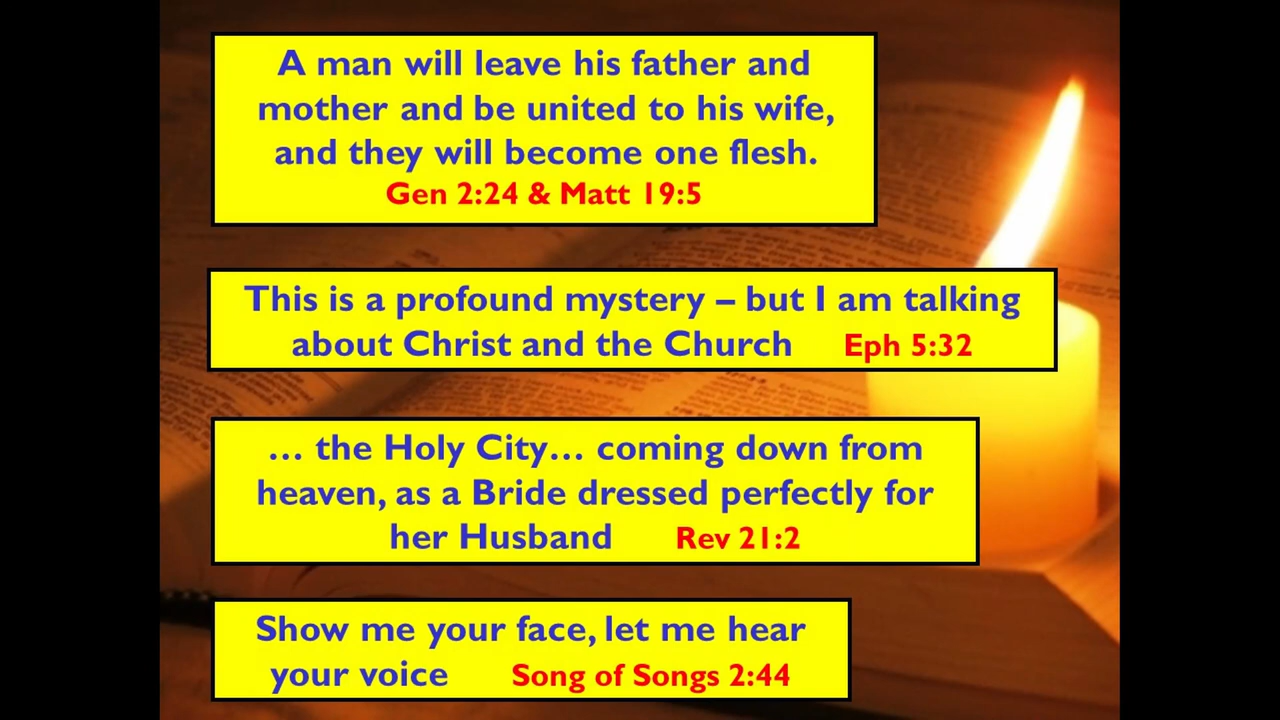 A man will leave his father and
mother and be united to his wife,
and they will become one flesh.
Gen 2:24 & Matt 19:5
This is a profound mystery – but I am talking
about Christ and the Church Eph 5:32
… the Holy City… coming down from
heaven, as a Bride dressed perfectly for
her Husband Rev 21:2
Show me your face, let me hear
your voice Song of Songs 2:44